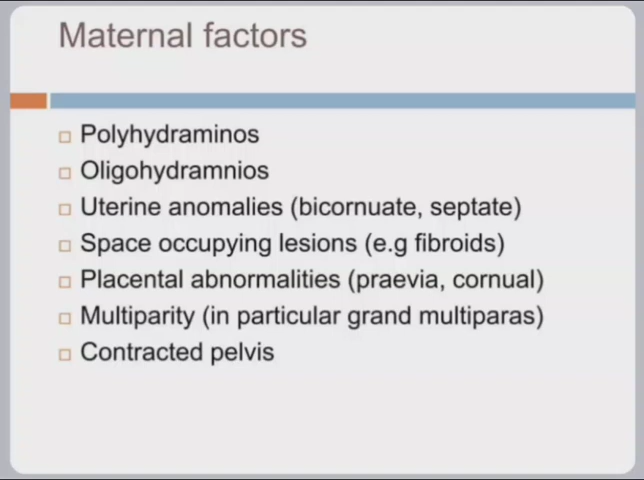 Maternal factors
Polyhydraminos
Oligohydramnios
Uterine anomalies (bicornuate, septate)
Space occupying lesions (e.g fibroids)
Placental abnormalities (praevia, cornual)
Multiparity (in particular grand multiparas)
Contracted pelvis